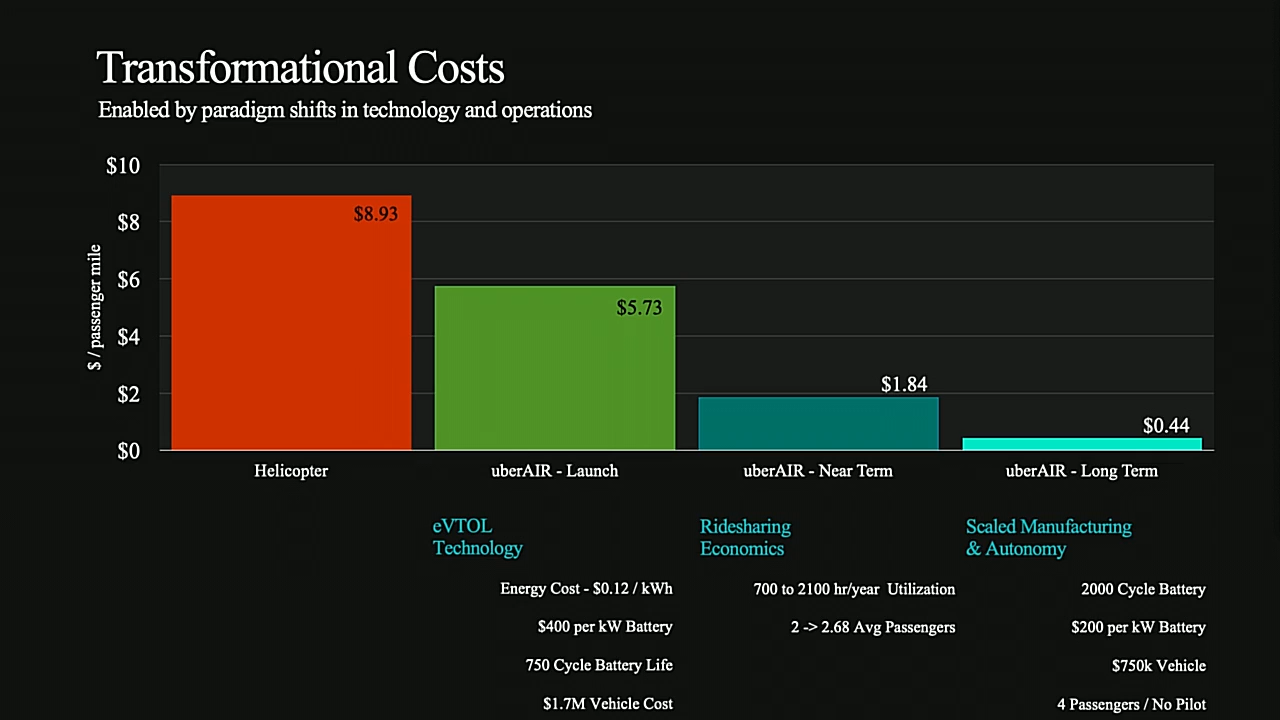 Transformational Costs
Enabled by paradigm shifts in technology and operations
$ / passenger mile
$10
$8
$6
$4
$2
$0
$8.93
$5.73
$1.84
$0.44
Helicopter
uberAIR - Launch
uberAIR - Near Term
uberAIR - Long Term
eVTOL
Technology
Energy Cost - $0.12 / kWh
$400 per kW Battery
750 Cycle Battery Life
$1.7M Vehicle Cost
Ridesharing
Economics
700 to 2100 hr/year  Utilization
2 -> 2.68 Avg Passengers
Scaled Manufacturing
& Autonomy
2000 Cycle Battery
$200 per kW Battery
$750k Vehicle
4 Passengers / No Pilot